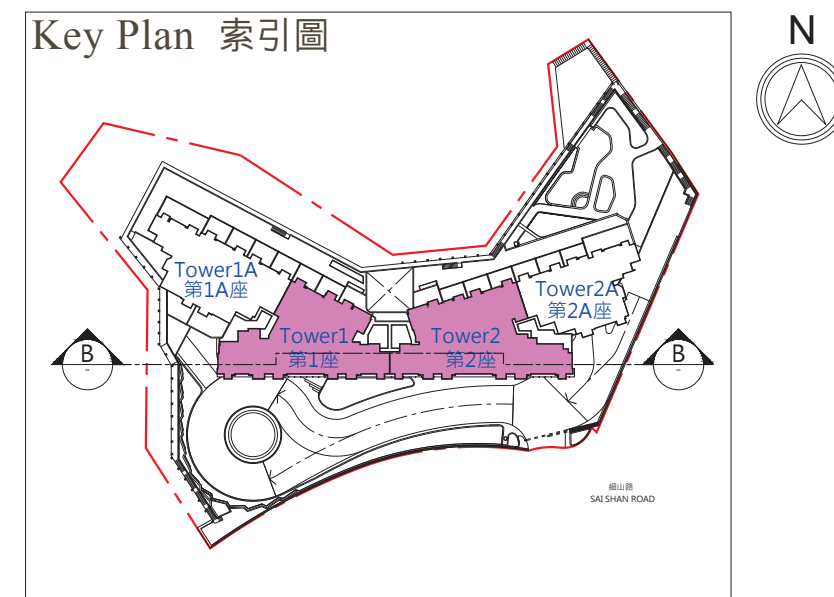 Key Plan 索引圖
N
Tower1A
第1A座
Tower2A
第2A座
Tower1
第1座
Tower2
第2座
B
-
B
-
細山路
SAI SHAN ROAD